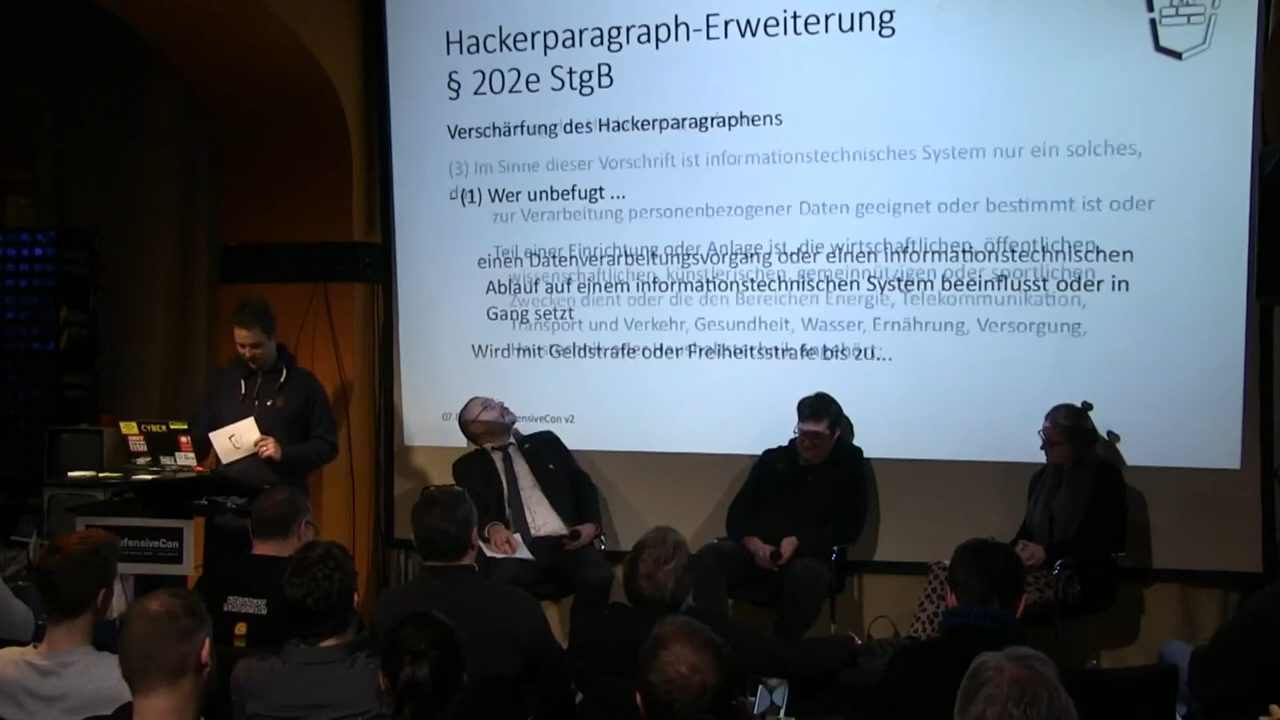 Hackerparagraph-Erweiterung
§ 202e StgB
Verschärfung des Hackerparagraphens
(3) Im Sinne dieser Vorschrift ist informationstechnisches System nur ein solches,
(1) Wer unbefugt ...
zur Verarbeitung personenbezogener Daten geeignet oder bestimmt ist oder
Teil einer Einrichtung oder Anlage ist, die wirtschaftlichen, öffentlichen,
einen Datenverarbeitungsvorgang oder einen informationstechnischen
wissenschaftlichen, künstlerischen, gemeinnützigen oder sportlichen
Ablauf auf einem informationstechnischen System beeinflusst oder in
Zwecken dient oder die den Bereichen Energie, Telekommunikation,
Gang setzt
Transport und Verkehr, Gesundheit, Wasser, Ernährung, Versorgung,
Wird mit Geldstrafe oder Freiheitsstrafe bis zu...
07. ensiveCon v2
CYBER
efensiveCon